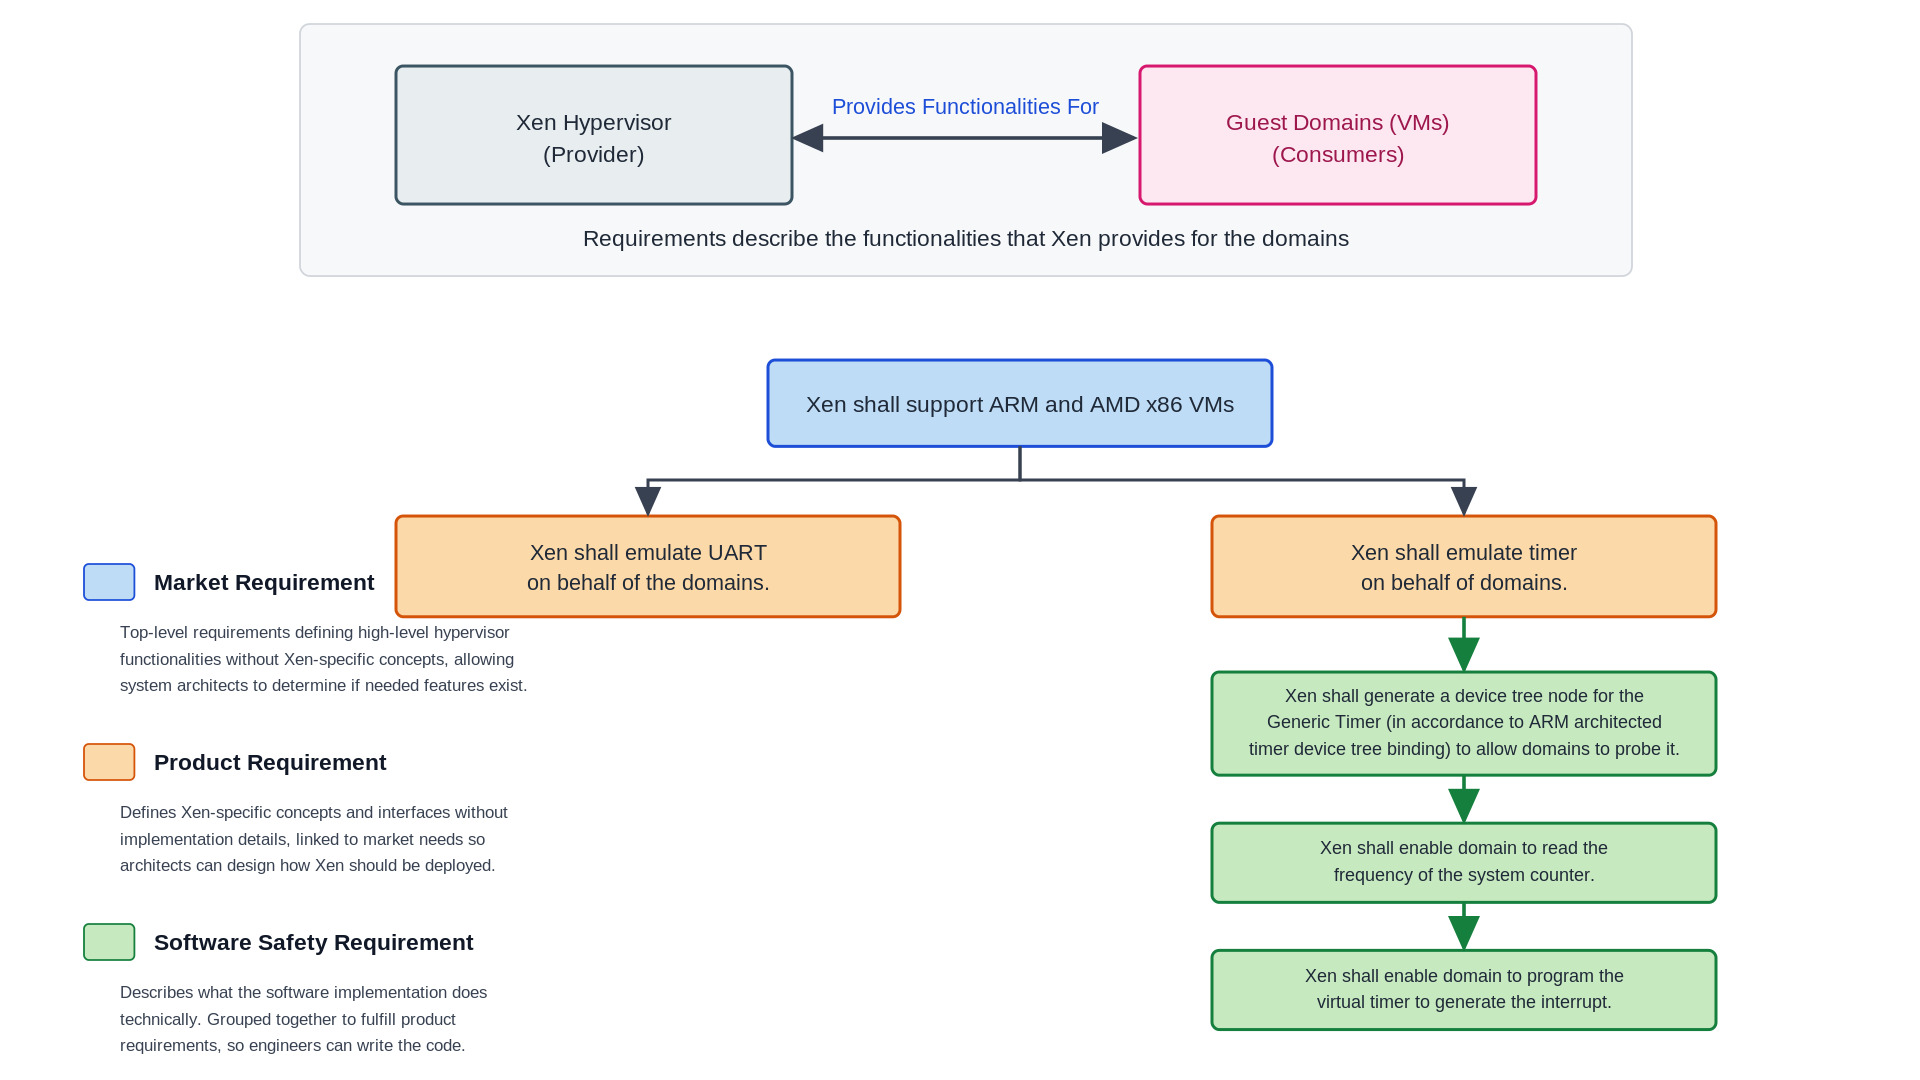 Xen Hypervisor
(Provider)
Provides Functionalities For
Guest Domains (VMs)
(Consumers)
Requirements describe the functionalities that Xen provides for the domains
Xen shall support ARM and AMD x86 VMs
Xen shall emulate UART
on behalf of the domains.
Xen shall emulate timer
on behalf of domains.
Xen shall generate a device tree node for the
Generic Timer (in accordance to ARM architected
timer device tree binding) to allow domains to probe it.
Xen shall enable domain to read the
frequency of the system counter.
Xen shall enable domain to program the
virtual timer to generate the interrupt.
Market Requirement
Top-level requirements defining high-level hypervisor
functionalities without Xen-specific concepts, allowing
system architects to determine if needed features exist.
Product Requirement
Defines Xen-specific concepts and interfaces without
implementation details, linked to market needs so
architects can design how Xen should be deployed.
Software Safety Requirement
Describes what the software implementation does
technically. Grouped together to fulfill product
requirements, so engineers can write the code.